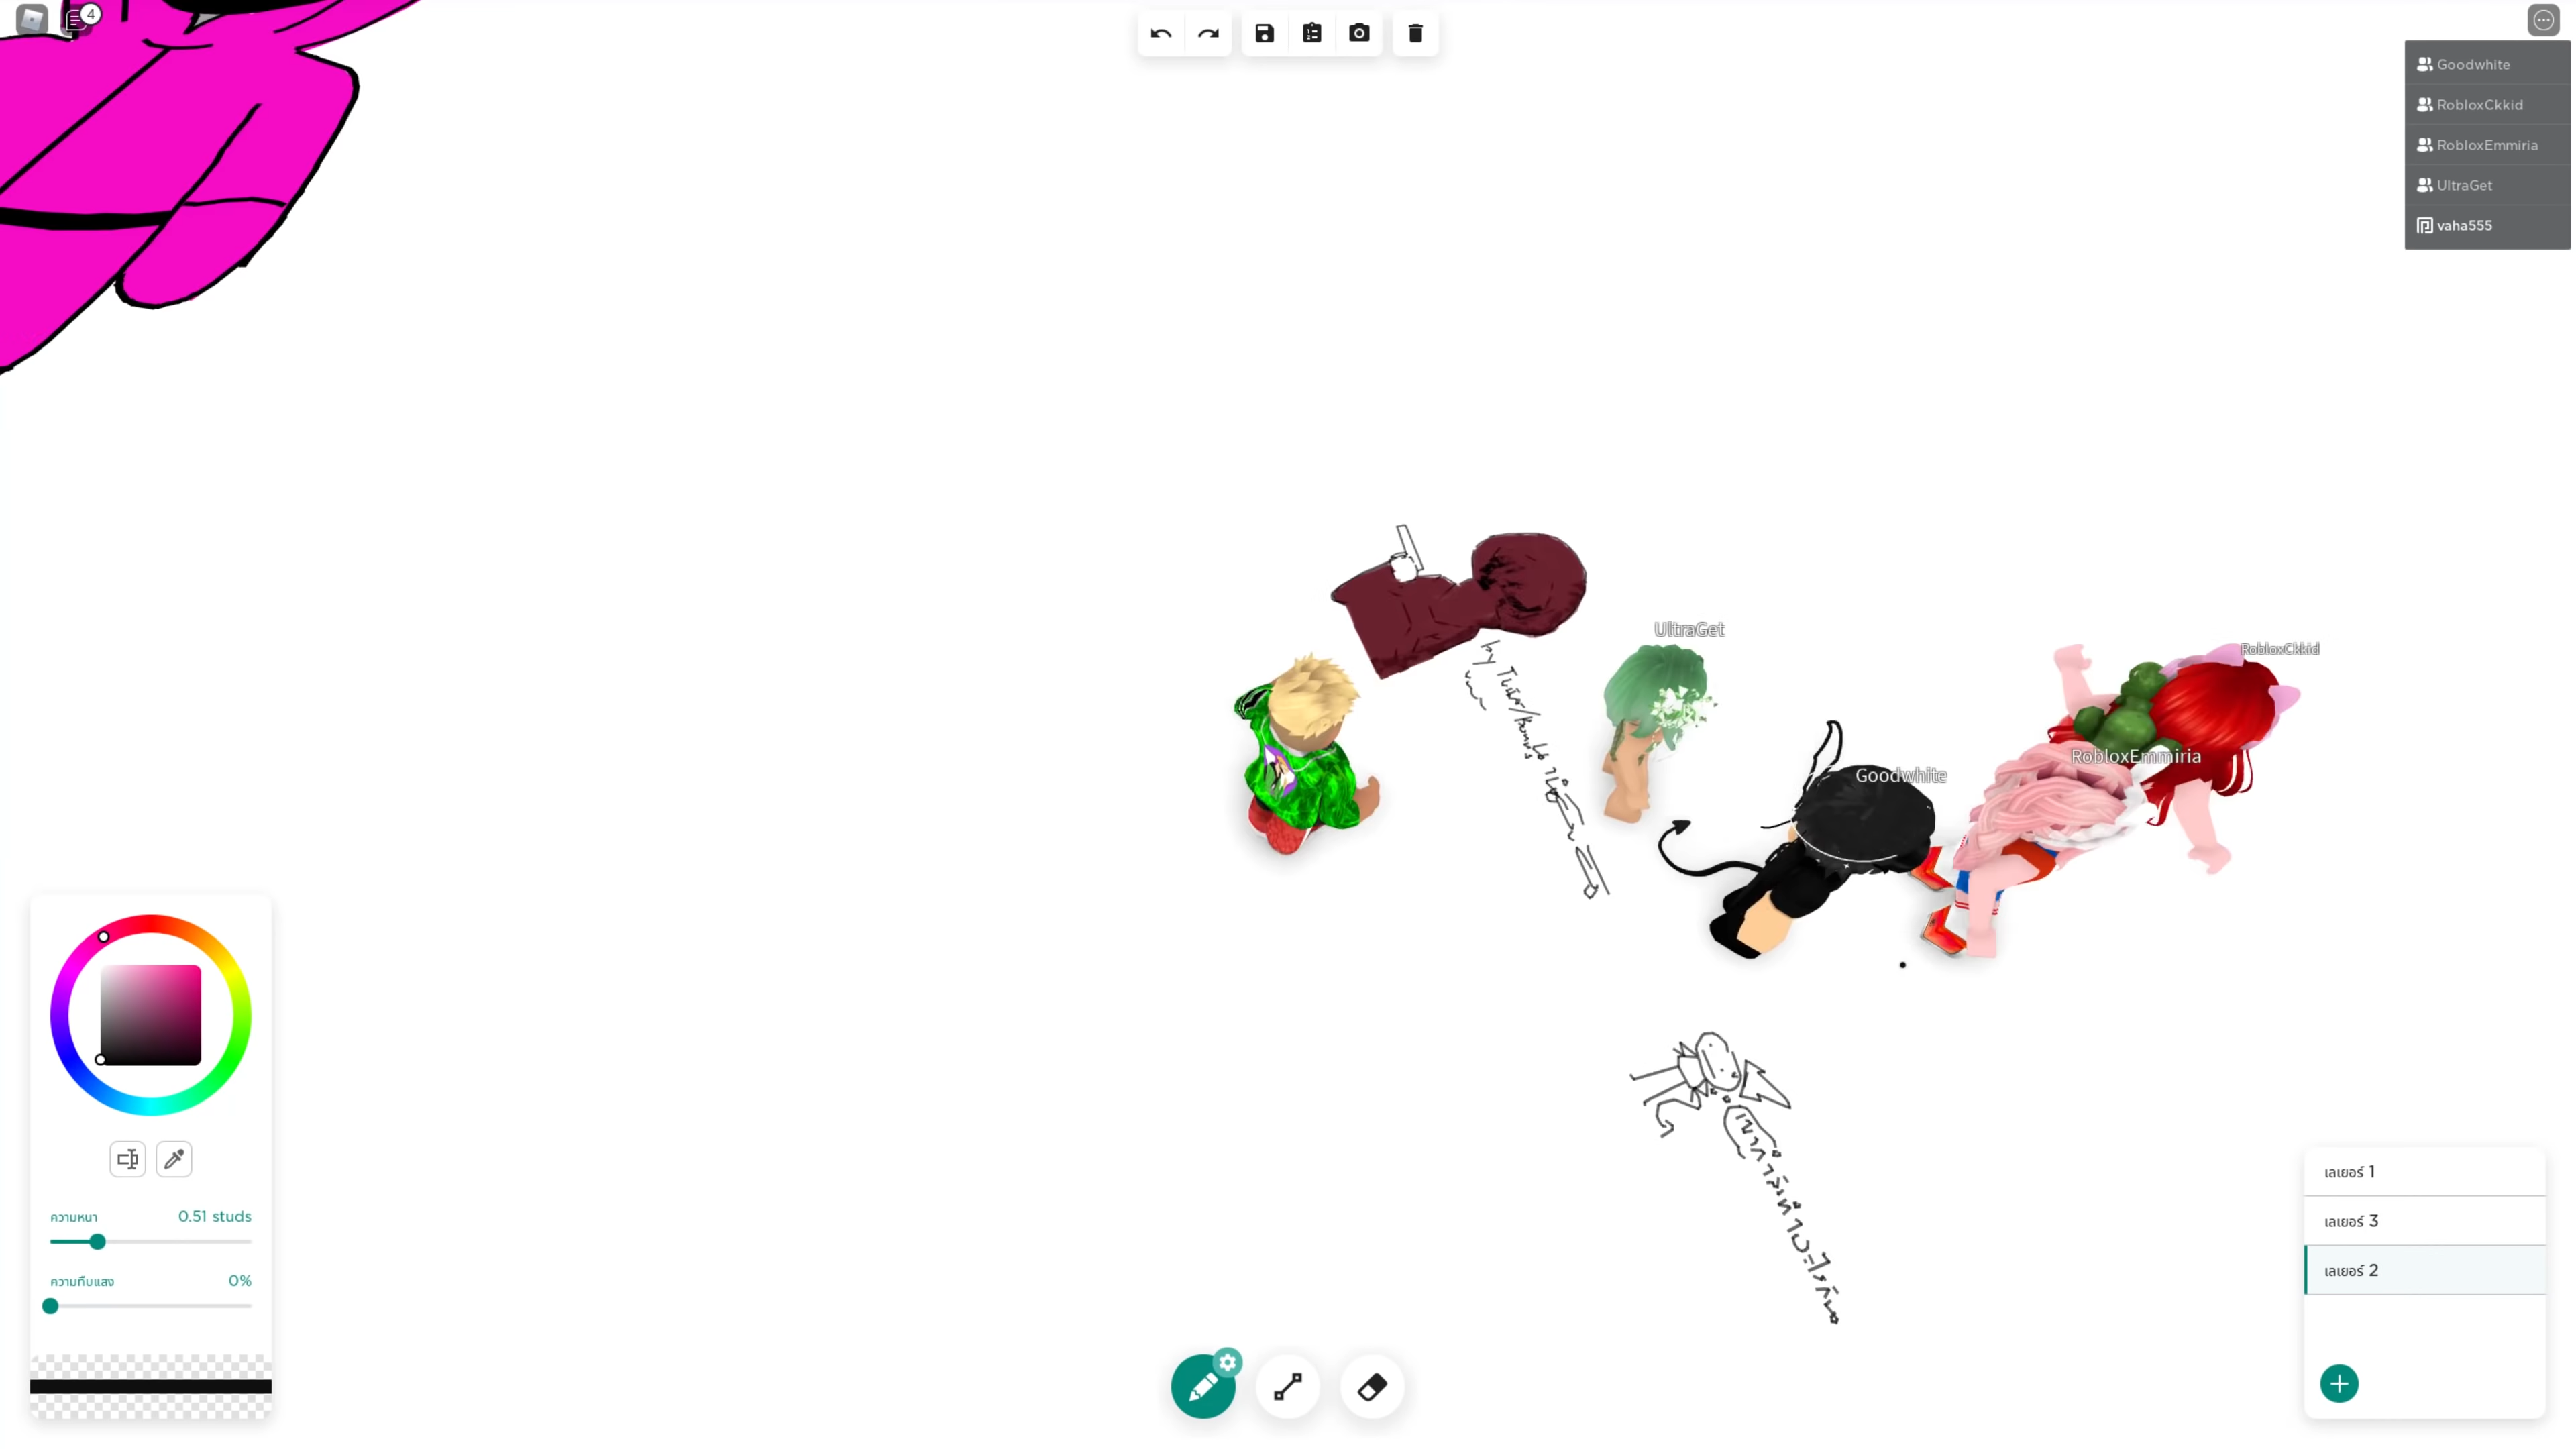 4
Goodwhite
RobloxCkkid
RobloxEmmiria
UltraGet
vaha555
UltraGet
RobloxCkkid
RobloxEmmiria
Goodwhite
by
ความหนา 0.51 studs
ความทึบแสง 0%
เลเยอร์ 1
เลเยอร์ 3
เลเยอร์ 2